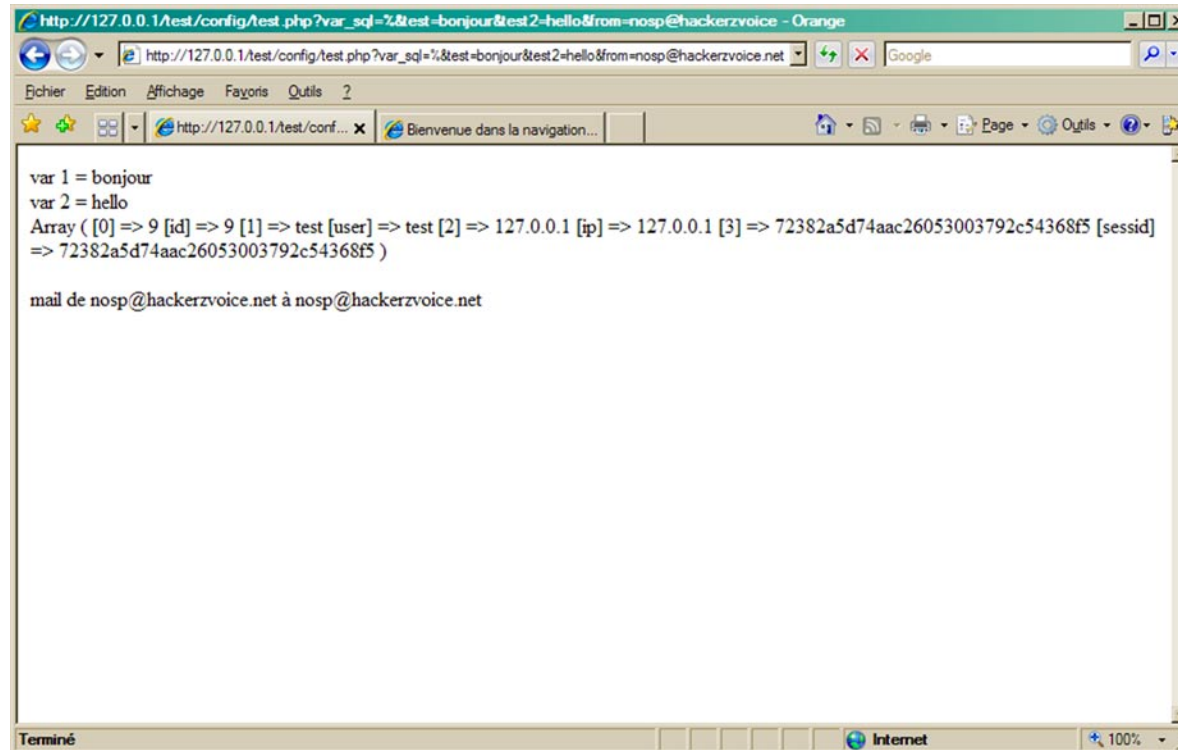 http://127.0.0.1/test/config/test.php?var_sql=%&test=bonjour&test2=hello&from=nosp@hackerzvoice - Orange
http://127.0.0.1/test/config/test.php?var_sql=%&test=bonjour&test2=hello&from=nosp@hackerzvoice.net
Google
Fichier Edition Affichage Favoris Outils ?
http://127.0.0.1/test/conf...
Bienvenue dans la navigation...
Page
Outils
var 1 = bonjour
var 2 = hello
Array ( [0] => 9 [id] => 9 [1] => test [user] => test [2] => 127.0.0.1 [ip] => 127.0.0.1 [3] => 72382a5d74aac26053003792c54368f5 [sessid]
=> 72382a5d74aac26053003792c54368f5 )
mail de nosp@hackerzvoice.net à nosp@hackerzvoice.net
Terminé
Internet
100%